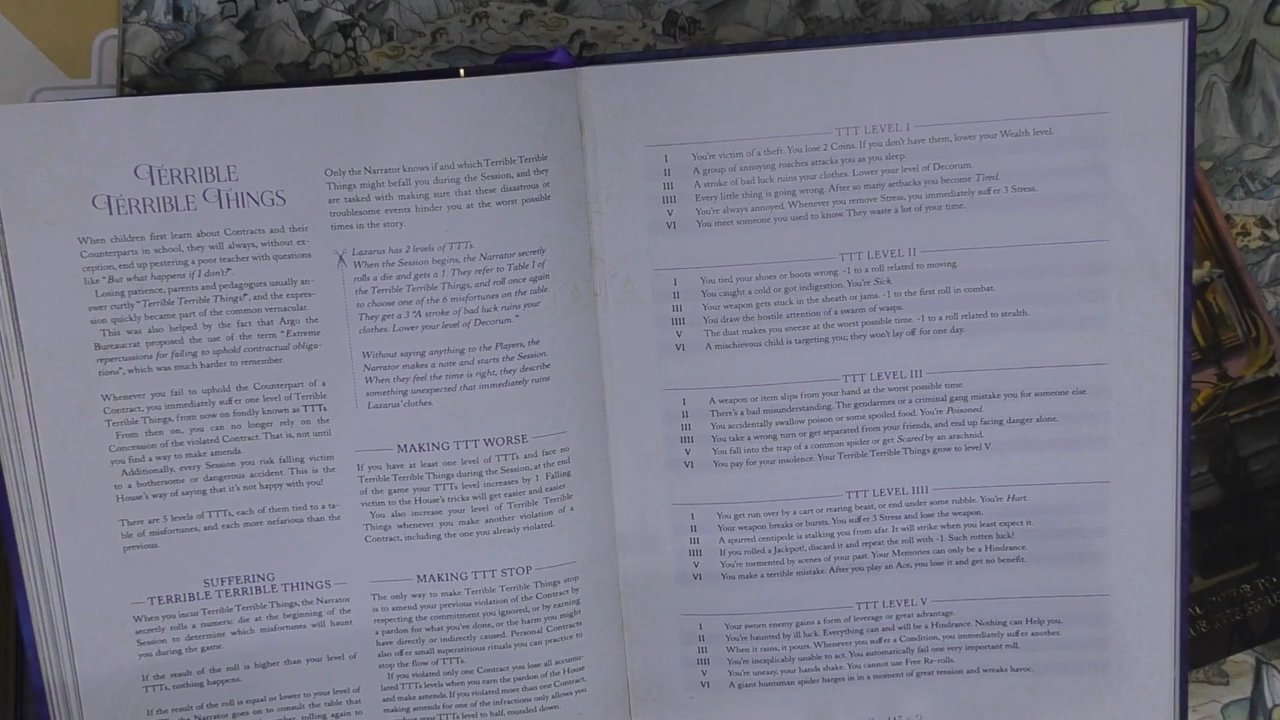 TERRIBLE
TERRIBLE THINGS
When children first learn about Contracts and their
Counterparts in school, they will always, without ex-
ception, end up pestering a poor teacher with questions
like "But what happens if I don't?".
Losing patience, parents and pedagogues usually an-
swer curtly "Terrible Terrible Things!", and the expres-
sion quickly became part of the common vernacular.
This was also helped by the fact that Argo the
Bureaucrat proposed the use of the term "Extreme
repercussions for failing to uphold contractual obliga-
tions", which was much harder to remember.
Whenever you fail to uphold the Counterpart of a
Contract, you immediately suffer one level of Terrible
Terrible Things, from now on fondly known as TTTs.
From then on, you can no longer rely on the
Concession of the violated Contract. That is, not until
you find a way to make amends.
Additionally, every Session you risk falling victim
to a bothersome or dangerous accident. This is the
House's way of saying that it's not happy with you!
There are 5 levels of TTTs, each of them tied to a ta-
ble of misfortunes, and each more nefarious than the
previous.
SUFFERING
TERRIBLE TERRIBLE THINGS
When you incur Terrible Terrible Things, the Narrator
secretly rolls a numeric die at the beginning of the
Session to determine which misfortunes will haunt
you during the game.
If the result of the roll is higher than your level of
TTTs, nothing happens.
If the result of the roll is equal or lower to your level of
the Narrator goes on to consult the table that
rolling again to
Only the Narrator knows if and which Terrible Terrible
Things might befall you during the Session, and they
are tasked with making sure that these disastrous or
troublesome events hinder you at the worst possible
times in the story.
Lazarus has 2 levels of TTTs.
When the Session begins, the Narrator secretly
rolls a die and gets a 1. They refer to Table I of
the Terrible Terrible Things, and roll once again
to choose one of the 6 misfortunes on the table.
They get a 3 "A stroke of bad luck ruins your
clothes. Lower your level of Decorum."
Without saying anything to the Players, the
Narrator makes a note and starts the Session.
When they feel the time is right, they describe
something unexpected that immediately ruins
Lazarus' clothes.
MAKING TTT WORSE
If you have at least one level of TTTs and face no
Terrible Terrible Things during the Session, at the end
of the game your TTTs level increases by 1. Falling
victim to the House's tricks will get easier and easier.
You also increase your level of Terrible Terrible
Things whenever you make another violation of a
Contract, including the one you already violated.
MAKING TTT STOP
The only way to make Terrible Terrible Things stop
is to amend your previous violation of the Contract by
respecting the commitment you ignored, or by earning
a pardon for what you've done, or the harm you might
have directly or indirectly caused. Personal Contracts
also offer small superstitious rituals you can practice to
stop the flow of TTTs.
If you violated only one Contract you lose all accumu-
lated TTTs levels when you earn the pardon of the House
and make amends. If you violated more than one Contract,
making amends for one of the infractions only allows you
your TTTs level to half, rounded down.
TTT LEVEL I
I You're victim of a theft. You lose 2 Coins. If you don't have them, lower your Wealth level.
II A group of annoying roaches attacks you as you sleep.
III A stroke of bad luck ruins your clothes. Lower your level of Decorum.
IIII Every little thing is going wrong. After so many setbacks you become Tired.
V You're always annoyed. Whenever you remove Stress, you immediately suffer 3 Stress.
VI You meet someone you used to know. They waste a lot of your time.
TTT LEVEL II
I You tied your shoes or boots wrong. -1 to a roll related to moving.
II You caught a cold or got indigestion. You're Sick.
III Your weapon gets stuck in the sheath or jams. -1 to the first roll in combat.
IIII You draw the hostile attention of a swarm of wasps.
V The dust makes you sneeze at the worst possible time. -1 to a roll related to stealth.
VI A mischievous child is targeting you; they won't lay off for one day.
TTT LEVEL III
I A weapon or item slips from your hand at the worst possible time.
II There's a bad misunderstanding. The gendarmes or a criminal gang mistake you for someone else.
III You accidentally swallow poison or some spoiled food. You're Poisoned.
IIII You take a wrong turn or get separated from your friends, and end up facing danger alone.
V You fall into the trap of a common spider or get Scared by an arachnid.
VI You pay for your insolence. Your Terrible Terrible Things grow to level V.
TTT LEVEL IIII
I You get run over by a cart or rearing beast, or end under some rubble. You're Hurt.
II Your weapon breaks or bursts. You suffer 3 Stress and lose the weapon.
III A spurred centipede is stalking you from afar. It will strike when you least expect it.
IIII If you rolled a Jackpot!, discard it and repeat the roll with -1. Such rotten luck!
V You're tormented by scenes of your past. Your Memories can only be a Hindrance.
VI You make a terrible mistake. After you play an Ace, you lose it and get no benefit.
TTT LEVEL V
I Your sworn enemy gains a form of leverage or great advantage.
II You're haunted by ill luck. Everything can and will be a Hindrance. Nothing can Help you.
III When it rains, it pours. Whenever you suffer a Condition, you immediately suffer another.
IIII You're inexplicably unable to act. You automatically fail one very important roll.
V You're uneasy, your hands shake. You cannot use Free Re-rolls.
VI A giant huntsman spider barges in in a moment of great tension and wreaks havoc.